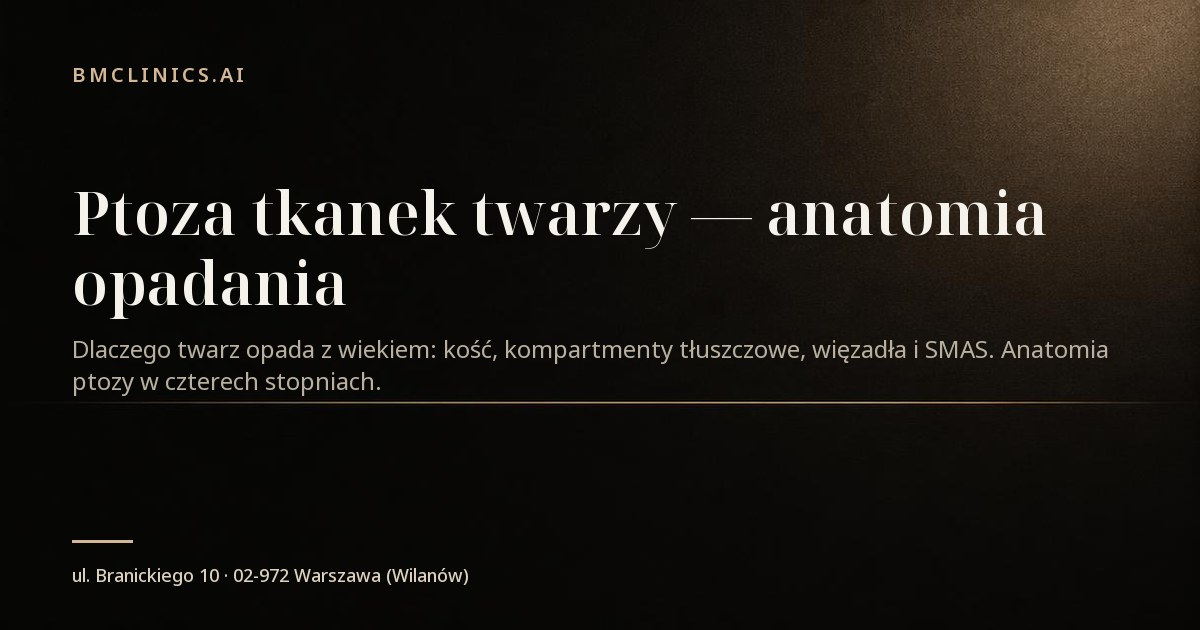 BMCLINICS.AI
Ptoza tkanek twarzy — anatomia
opadania
Dlaczego twarz opada z wiekiem: kość, kompartmenty tłuszczowe, więzadła i SMAS. Anatomia
ptozy w czterech stopniach.
ul. Branickiego 10 · 02-972 Warszawa (Wilanów)